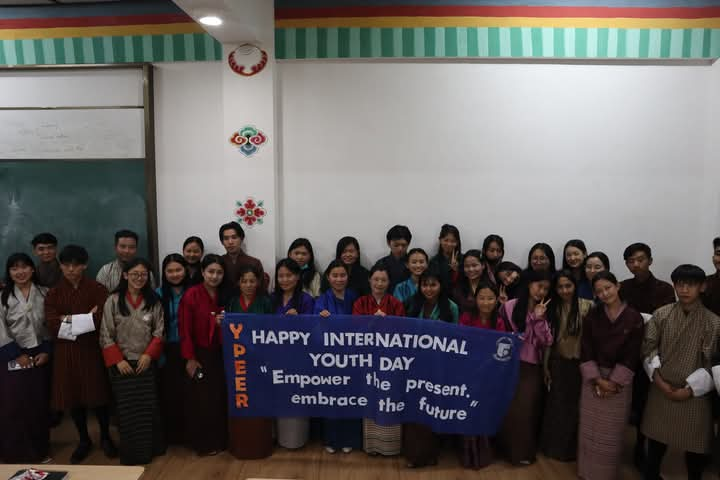 YPEER
HAPPY INTERNATIONAL
YOUTH DAY
"Empower the present.
embrace the future"